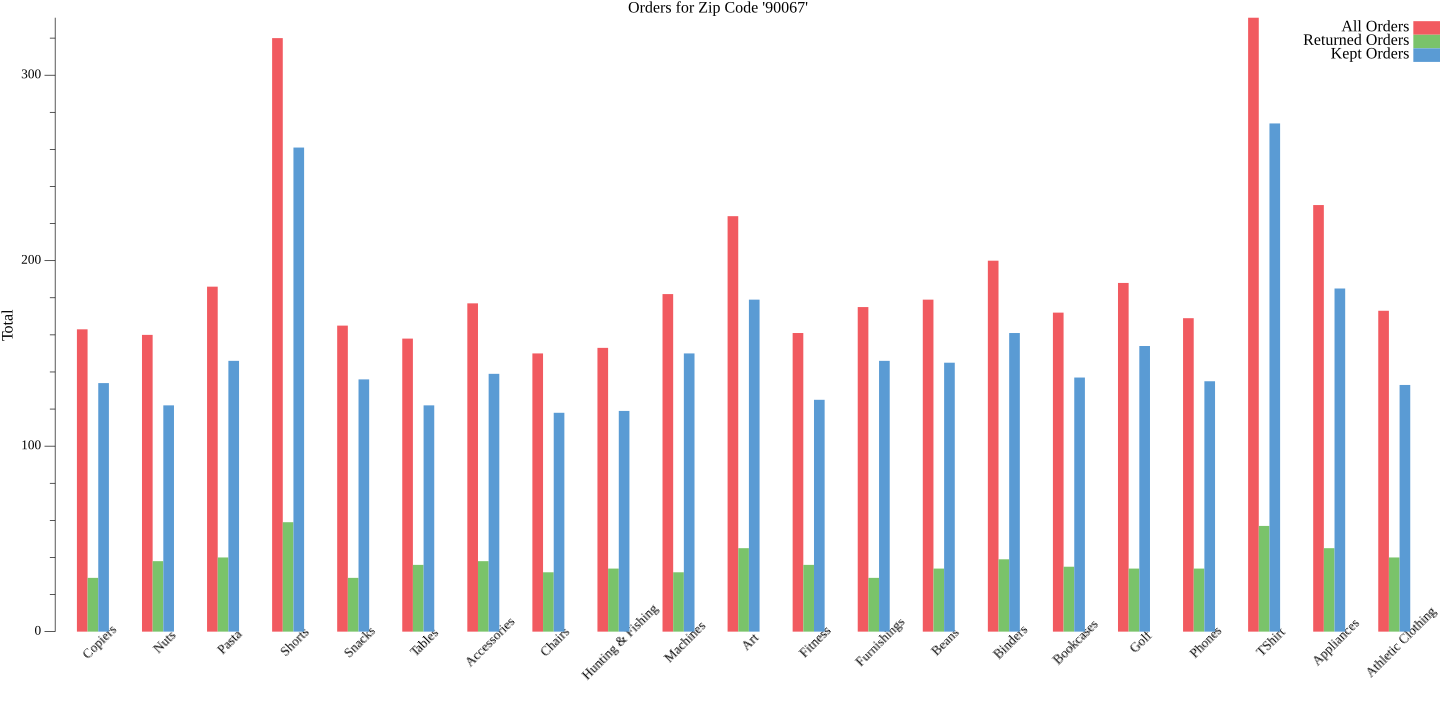 Orders for Zip Code '90067'
All Orders
Returned Orders
Kept Orders
300
200
100
0
Total
Copiers
Nuts
Pasta
Shorts
Snacks
Tables
Accessories
Chairs
Hunting & Fishing
Machines
Art
Fitness
Furnishings
Beans
Binders
Bookcases
Golf
Phones
TShirt
Appliances
Athletic Clothing